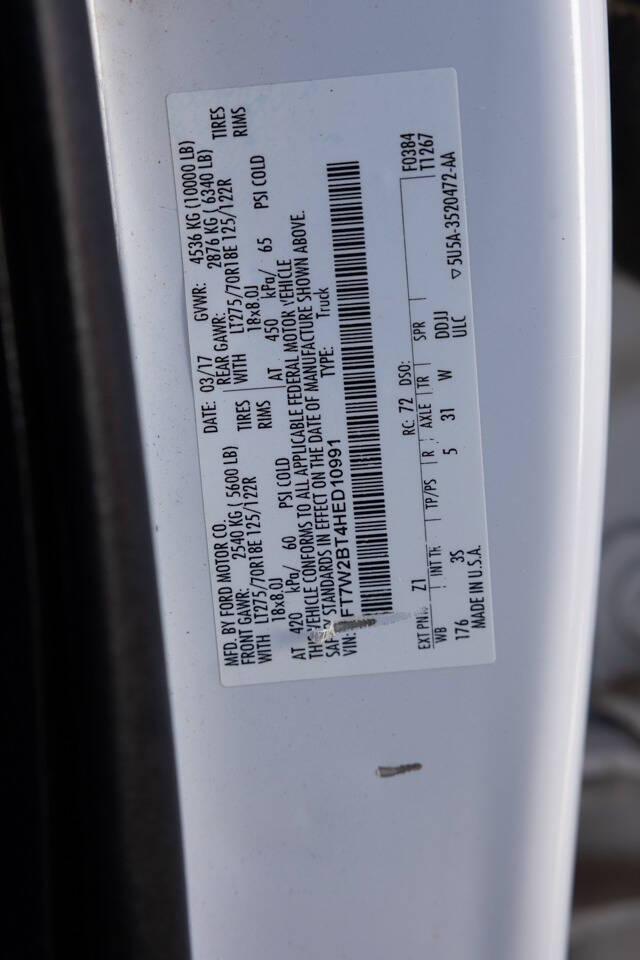 MFD. BY FORD MOTOR CO.
DATE: 03/17 GVWR: 4536 KG (10000 LB)
FRONT GAWR: 2540 KG ( 5600 LB) REAR GAWR: 2876 KG ( 6340 LB)
WITH LT275/70R18E 125/122R TIRES WITH LT275/70R18E 125/122R TIRES
18x8.0J RIMS 18x8.0J RIMS
AT 420 kPa/ 60 PSI COLD AT 450 kPa/ 65 PSI COLD
VEHICLE CONFORMS TO ALL APPLICABLE FEDERAL MOTOR VEHICLE
STANDARDS IN EFFECT ON THE DATE OF MANUFACTURE SHOWN ABOVE.
VIN: FT7W2BT4HED10991 TYPE: Truck
F0384
EXT PNT: Z1 RC: 72 DSO: T1267
WB INT TR TP/PS R AXLE TR SPR
176 3S 5 31 W DDJJ
MADE IN U.S.A. ULC ▽5U5A-3520472-AA